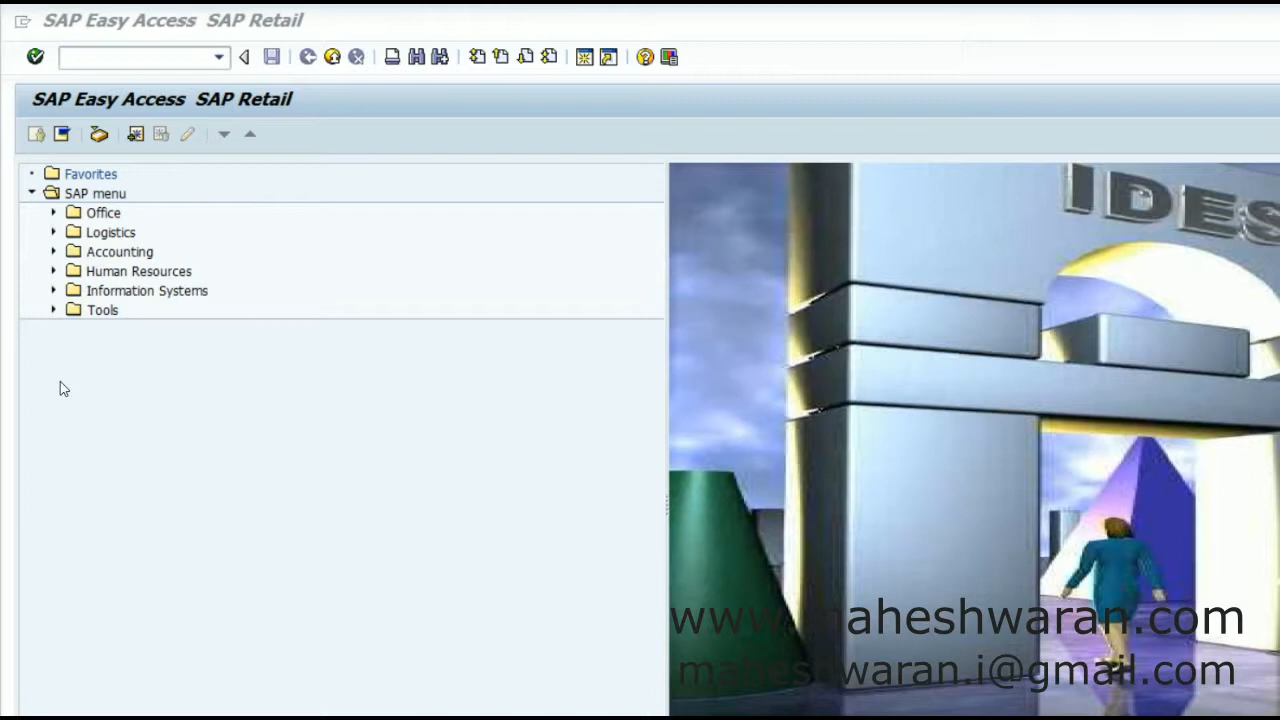 SAP Easy Access SAP Retail
SAP Easy Access SAP Retail
Favorites
SAP menu
Office
Logistics
Accounting
Human Resources
Information Systems
Tools
IDES
www.maheshwaran.com
maheshwaran.i@gmail.com